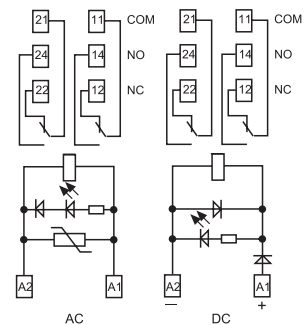 21 11 COM 21 11 COM
24 14 NO 24 14 NO
22 12 NC 22 12 NC
A2 A1 A2 A1
— +
AC DC